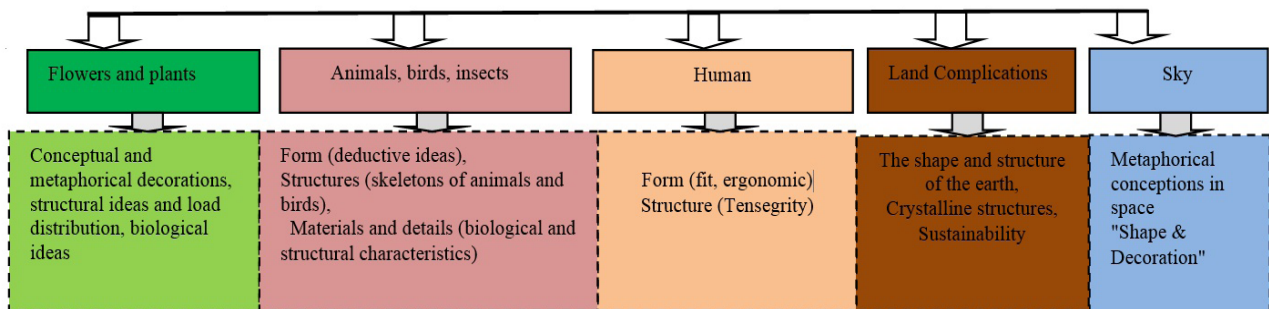 Flowers and plants
Animals, birds, insects
Human
Land Complications
Sky
Conceptual and
metaphorical decorations,
structural ideas and load
distribution, biological
ideas
Form (deductive ideas),
Structures (skeletons of animals and
birds),
Materials and details (biological and
structural characteristics)
Form (fit, ergonomic)
Structure (Tensegrity)
The shape and structure
of the earth,
Crystalline structures,
Sustainability
Metaphorical
conceptions in
space
"Shape &
Decoration"